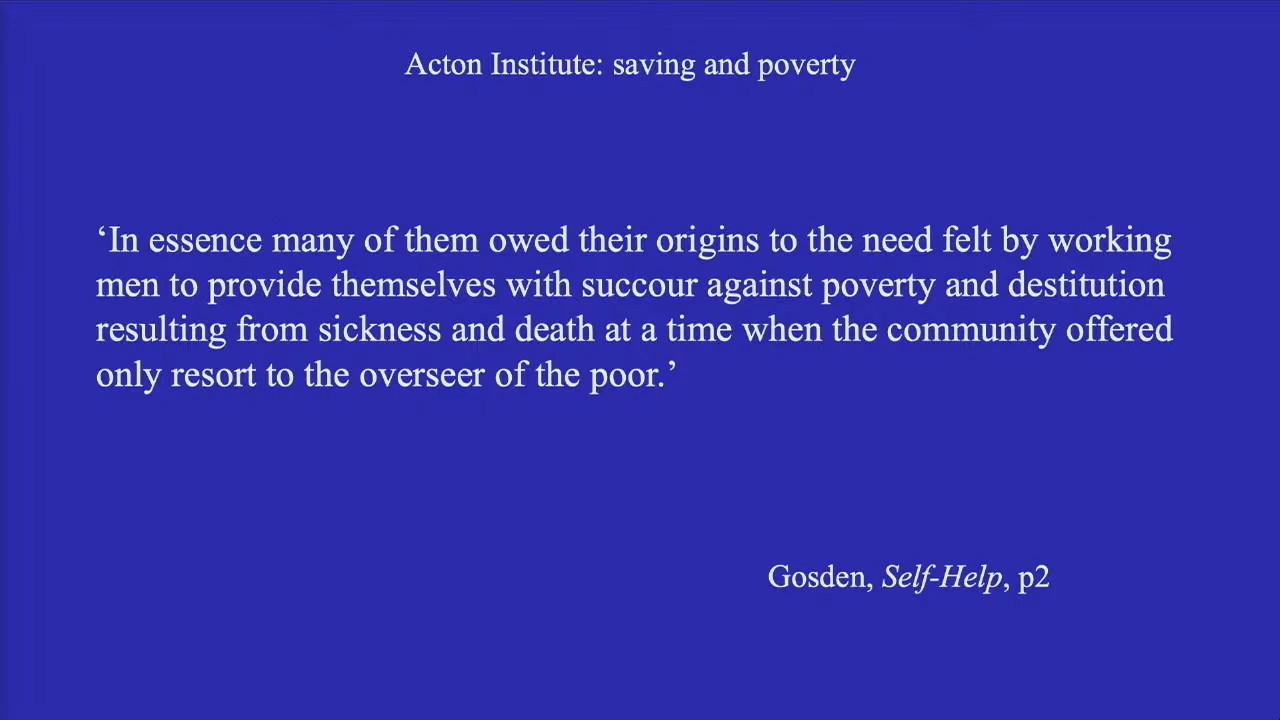 Acton Institute: saving and poverty
‘In essence many of them owed their origins to the need felt by working
men to provide themselves with succour against poverty and destitution
resulting from sickness and death at a time when the community offered
only resort to the overseer of the poor.’
Gosden, Self-Help, p2